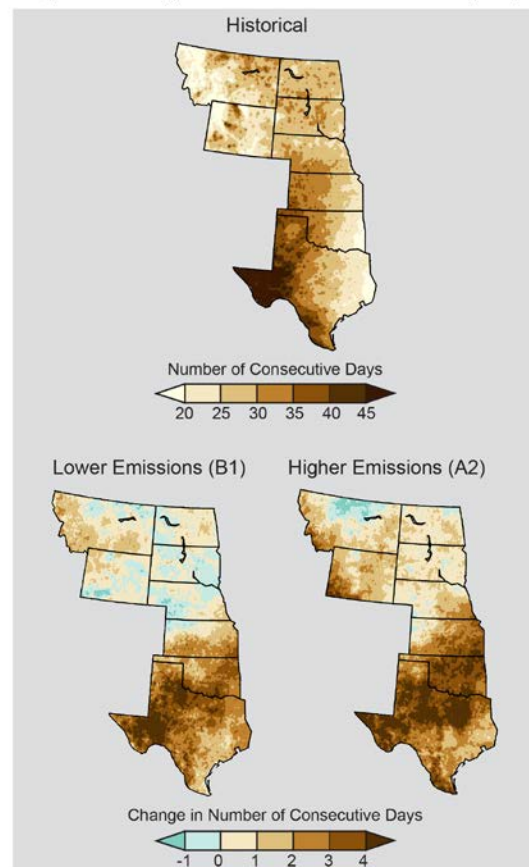 Historical
Number of Consecutive Days
20 25 30 35 40 45
Lower Emissions (B1) Higher Emissions (A2)
Change in Number of Consecutive Days
-1 0 1 2 3 4